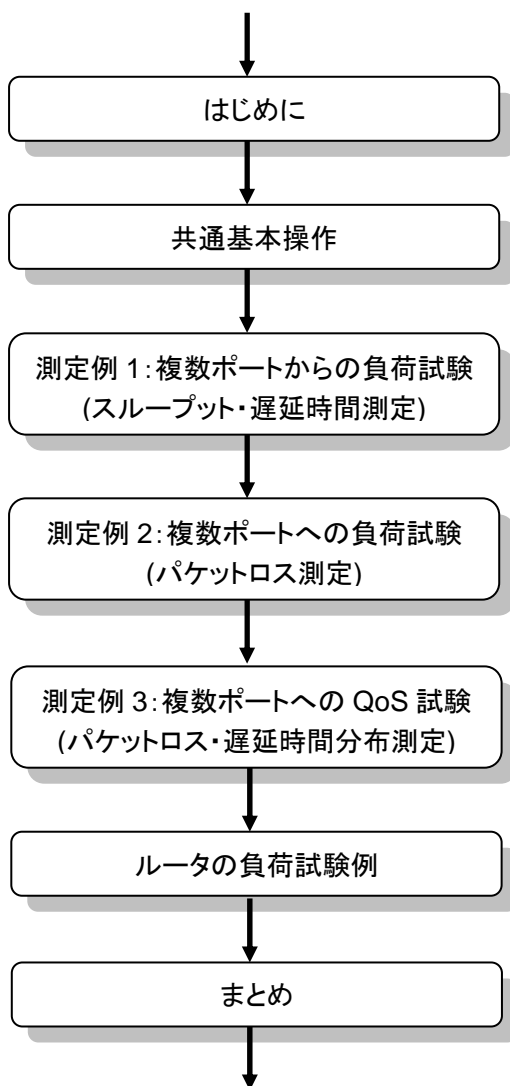 はじめに
共通基本操作
測定例 1:複数ポートからの負荷試験
(スループット・遅延時間測定)
測定例 2:複数ポートへの負荷試験
(パケットロス測定)
測定例 3:複数ポートへの QoS 試験
(パケットロス・遅延時間分布測定)
ルータの負荷試験例
まとめ